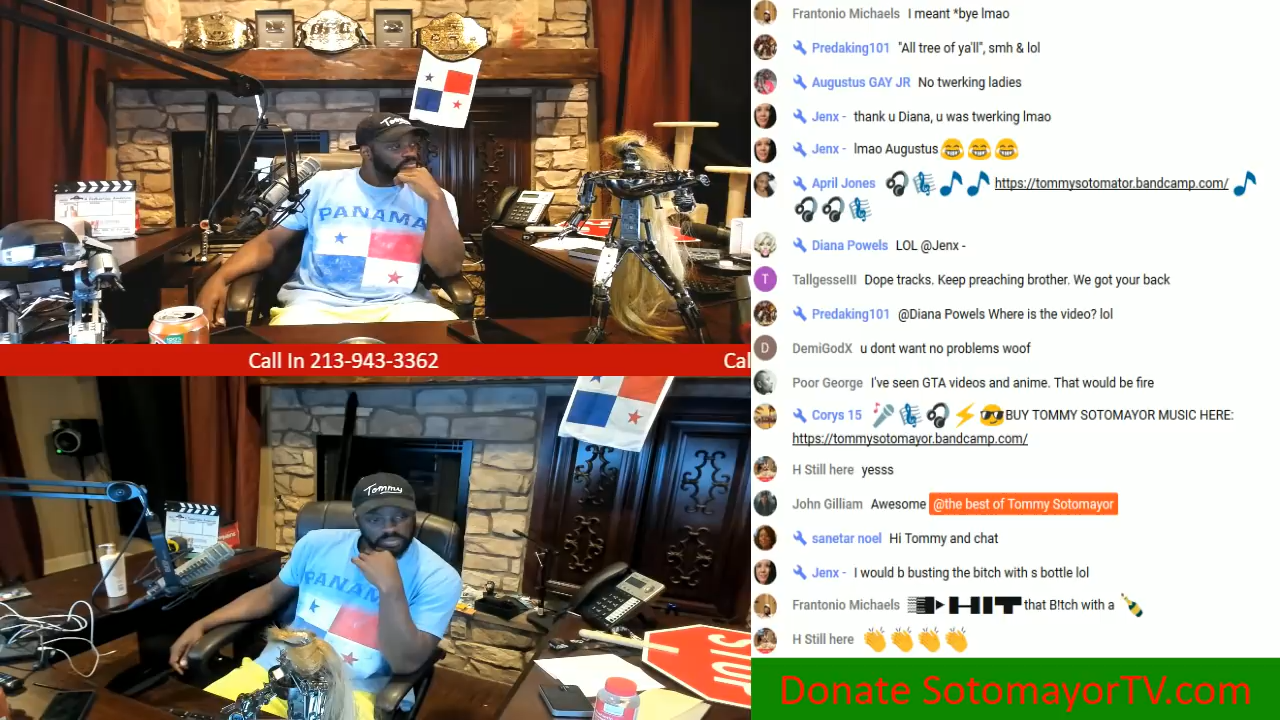 Tommy
PANAMA
Call In 213-943-3362
Cal
Tommy
PANAMA
STOP
Frantonio Michaels I meant *bye lmao
Predaking101 "All tree of ya'll", smh & lol
Augustus GAY JR No twerking ladies
Jenx - thank u Diana, u was twerking lmao
Jenx - lmao Augustus 😂 😂 😂
April Jones 🎧 🎼 🎵 🎵 https://tommysotomator.bandcamp.com/ 🎵
🎧 🎧 🎼
Diana Powels LOL @Jenx -
T
TallgesseIII Dope tracks. Keep preaching brother. We got your back
Predaking101 @Diana Powels Where is the video? lol
D
DemiGodX u dont want no problems woof
Poor George I've seen GTA videos and anime. That would be fire
Corys 15 🎤 🎼 🎧 ⚡ 😎 BUY TOMMY SOTOMAYOR MUSIC HERE:
https://tommysotomayor.bandcamp.com/
H Still here yesss
John Gilliam Awesome @the best of Tommy Sotomayor
sanetar noel Hi Tommy and chat
Jenx - I would b busting the bitch with s bottle lol
Frantonio Michaels that B!tch with a 🍾
H Still here 👏 👏 👏 👏
Donate SotomayorTV.com